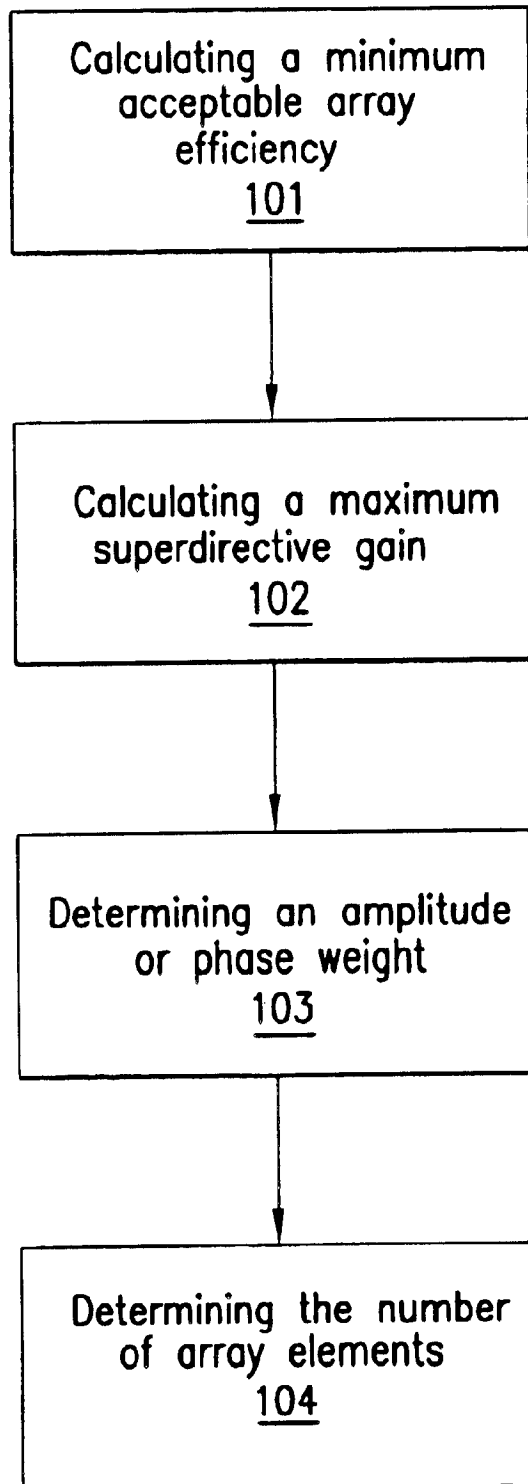 Calculating a minimum
acceptable array
efficiency
101
Calculating a maximum
superdirective gain
102
Determining an amplitude
or phase weight
103
Determining the number
of array elements
104